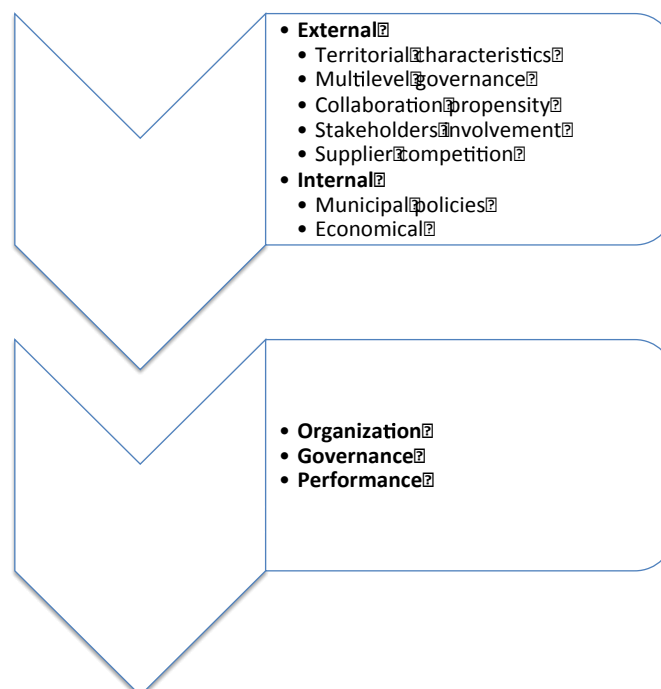 • External
• Territorial characteristics
• Multilevel governance
• Collaboration propensity
• Stakeholders involvement
• Supplier competition
• Internal
• Municipal policies
• Economical
• Organization
• Governance
• Performance